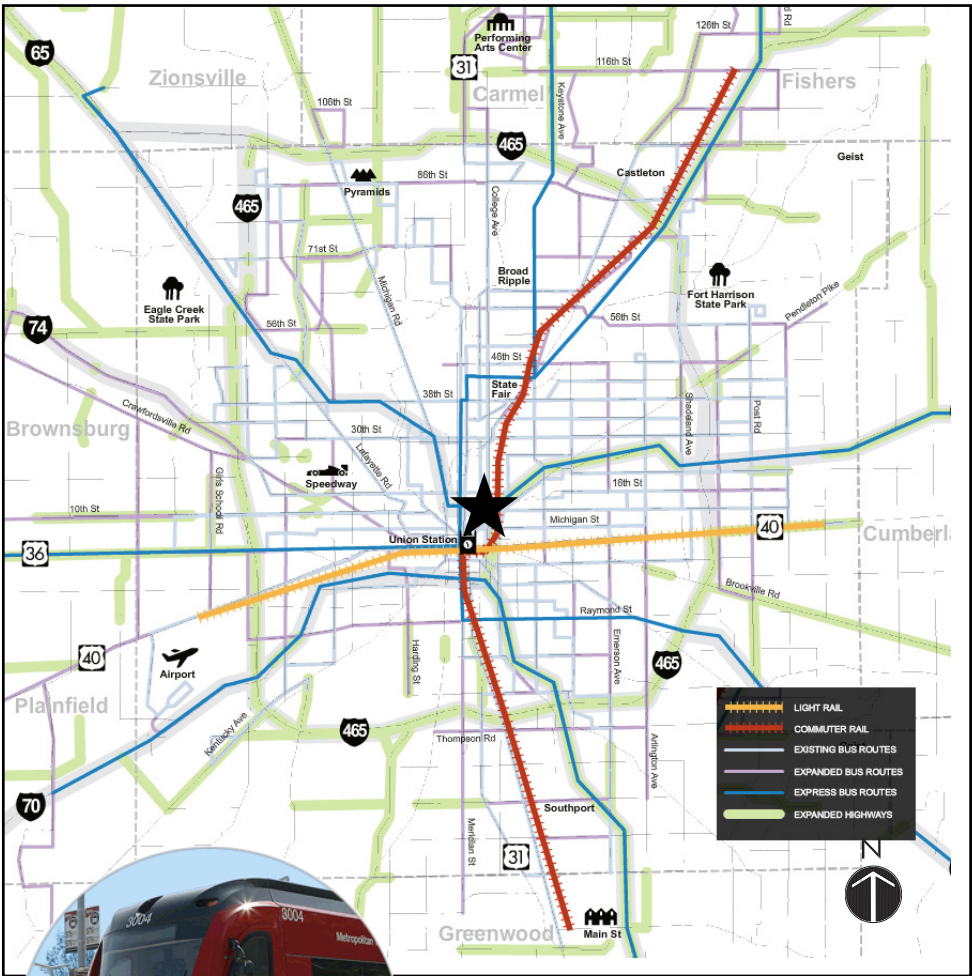 65
Zionsville
31
Performing
Arts Center
126th St
116th St
Fishers
Carmel
Keystone Ave
106th St
465
Geist
Castleton
86th St
Pyramids
465
College Ave
71st St
Broad
Ripple
Michigan Rd
Fort Harrison
State Park
Eagle Creek
State Park
Pendleton Pike
74
56th St
56th St
46th St
State
Fair
38th St
Crawfordsville Rd
Brownsburg
30th St
Lafayette Rd
Shadeland Ave
Post Rd
Speedway
Girls School Rd
16th St
10th St
Michigan St
40
Cumberl
36
Union Station
Brookville Rd
Raymond St
40
Airport
Harding St
Emerson Ave
465
Plainfield
Kentucky Ave
465
Thompson Rd
Arlington Ave
LIGHT RAIL
COMMUTER RAIL
EXISTING BUS ROUTES
EXPANDED BUS ROUTES
EXPRESS BUS ROUTES
EXPANDED HIGHWAYS
70
Southport
Meridian St
31
N
Greenwood
Main St
3004
3004
Metropolitan